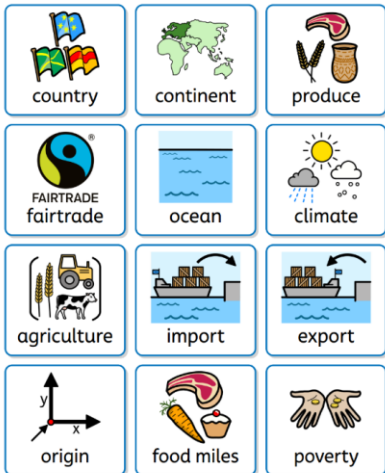 country
continent
produce
®
FAIRTRADE
fairtrade
ocean
climate
agriculture
import
export
y
x
origin
food miles
poverty